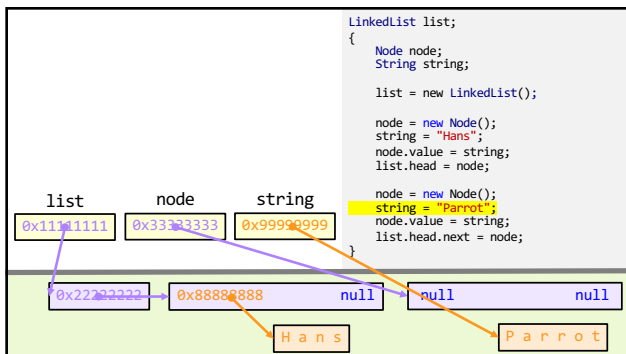 LinkedList list;
{
Node node;
String string;
list = new LinkedList();
node = new Node();
string = "Hans";
node.value = string;
list.head = node;
node = new Node();
string = "Parrot";
node.value = string;
list.head.next = node;
}
list node string
0x11111111 0x33333333 0x99999999
0x22222222 0x88888888 null null null
Hans Parrot